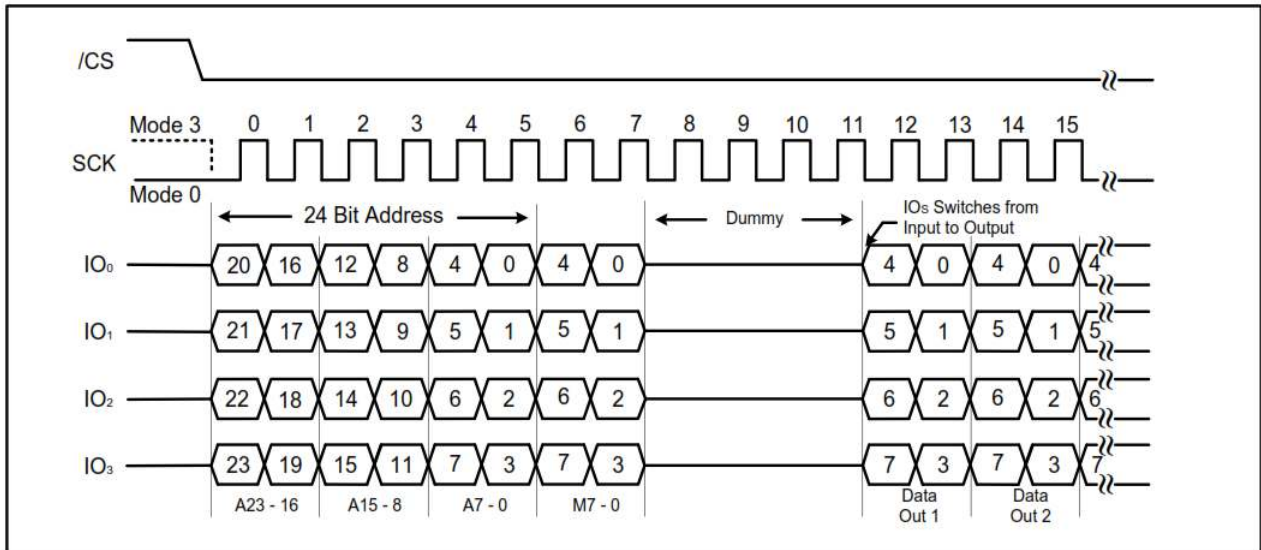 /CS
Mode 3 0 1 2 3 4 5 6 7 8 9 10 11 12 13 14 15
SCK
Mode 0
24 Bit Address Dummy IOs Switches from
Input to Output
IO₀ 20 16 12 8 4 0 4 0 4 0 4 0 4
IO₁ 21 17 13 9 5 1 5 1 5 1 5 1 5
IO₂ 22 18 14 10 6 2 6 2 6 2 6 2 6
IO₃ 23 19 15 11 7 3 7 3 7 3 7 3 7
A23 - 16 A15 - 8 A7 - 0 M7 - 0 Data Data
Out 1 Out 2